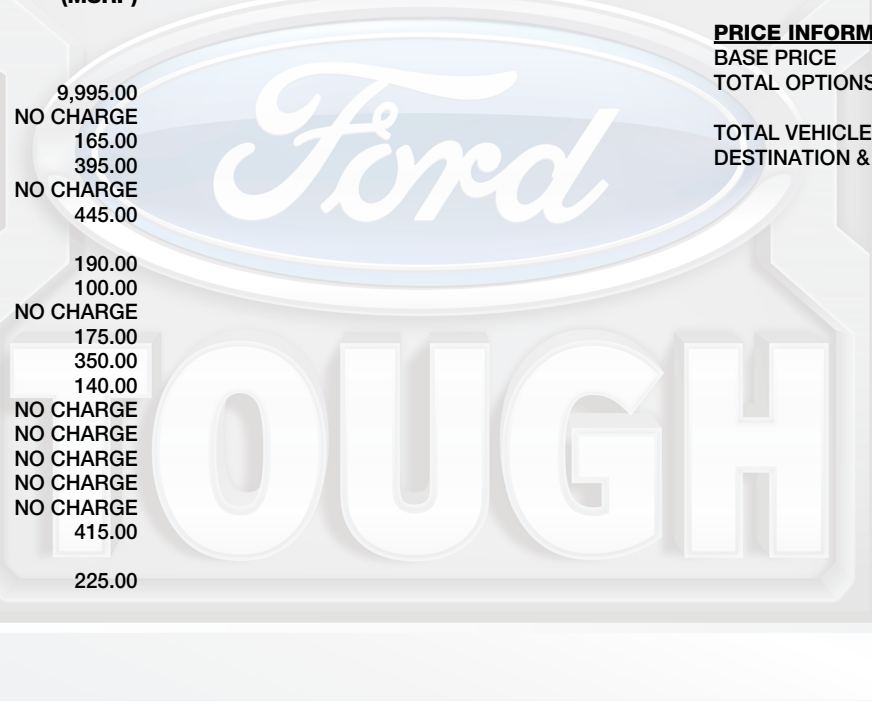 (MSRP)
9,995.00
NO CHARGE
165.00
395.00
NO CHARGE
445.00
190.00
100.00
NO CHARGE
175.00
350.00
140.00
NO CHARGE
NO CHARGE
NO CHARGE
NO CHARGE
NO CHARGE
415.00
225.00
PRICE INFORM
BASE PRICE
TOTAL OPTIONS
TOTAL VEHICLE
DESTINATION &
Ford
TOUGH